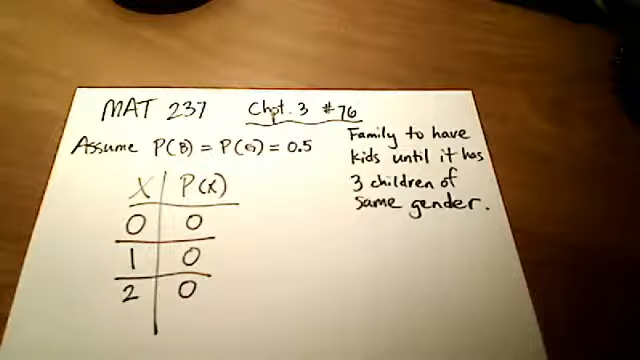 MAT 237 Chpt. 3 #76
Assume P(B) = P(G) = 0.5
Family to have
kids until it has
3 children of
same gender.
X P(X)
0 0
1 0
2 0